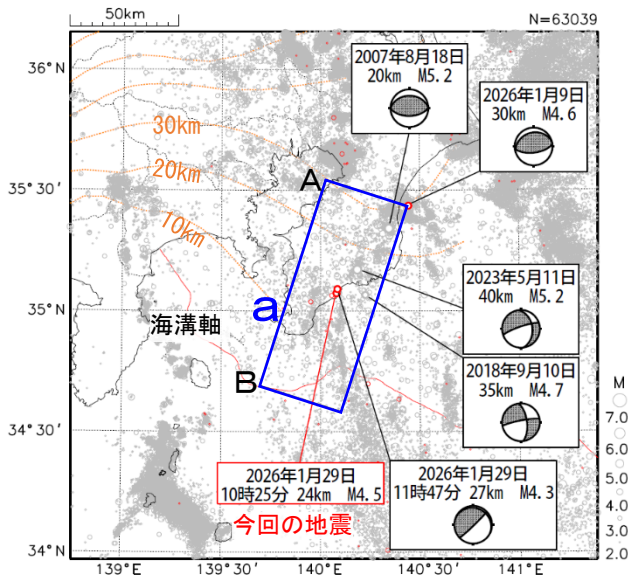 50km
N=63039
36°N
35°30′
35°N
34°30′
34°N
139°E
139°30′
140°E
140°30′
141°E
30km
20km
10km
A
B
a
海溝軸
2007年8月18日
20km M5.2
2026年1月9日
30km M4.6
2023年5月11日
40km M5.2
2018年9月10日
35km M4.7
2026年1月29日
10時25分 24km M4.5
今回の地震
2026年1月29日
11時47分 27km M4.3
M
7.0
6.0
5.0
4.0
3.0
2.0